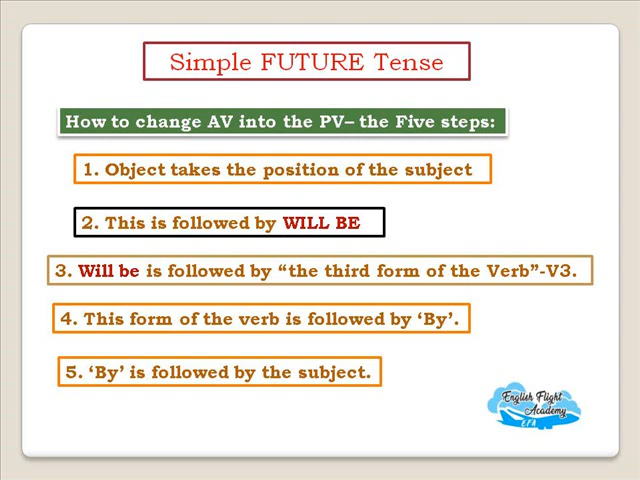 Simple FUTURE Tense
How to change AV into the PV– the Five steps:
1. Object takes the position of the subject
2. This is followed by WILL BE
3. Will be is followed by “the third form of the Verb”-V3.
4. This form of the verb is followed by ‘By’.
5. ‘By’ is followed by the subject.
English Flight
Academy
EFA